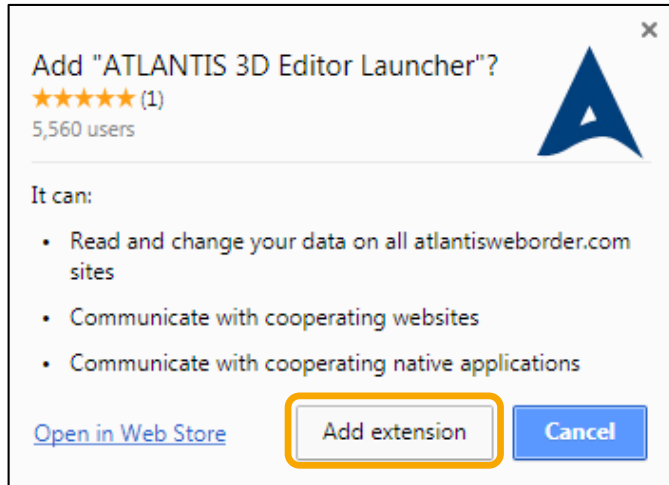 Add "ATLANTIS 3D Editor Launcher"?
★★★★★ (1)
5,560 users
It can:
• Read and change your data on all atlantisweborder.com
sites
• Communicate with cooperating websites
• Communicate with cooperating native applications
Open in Web Store
Add extension
Cancel